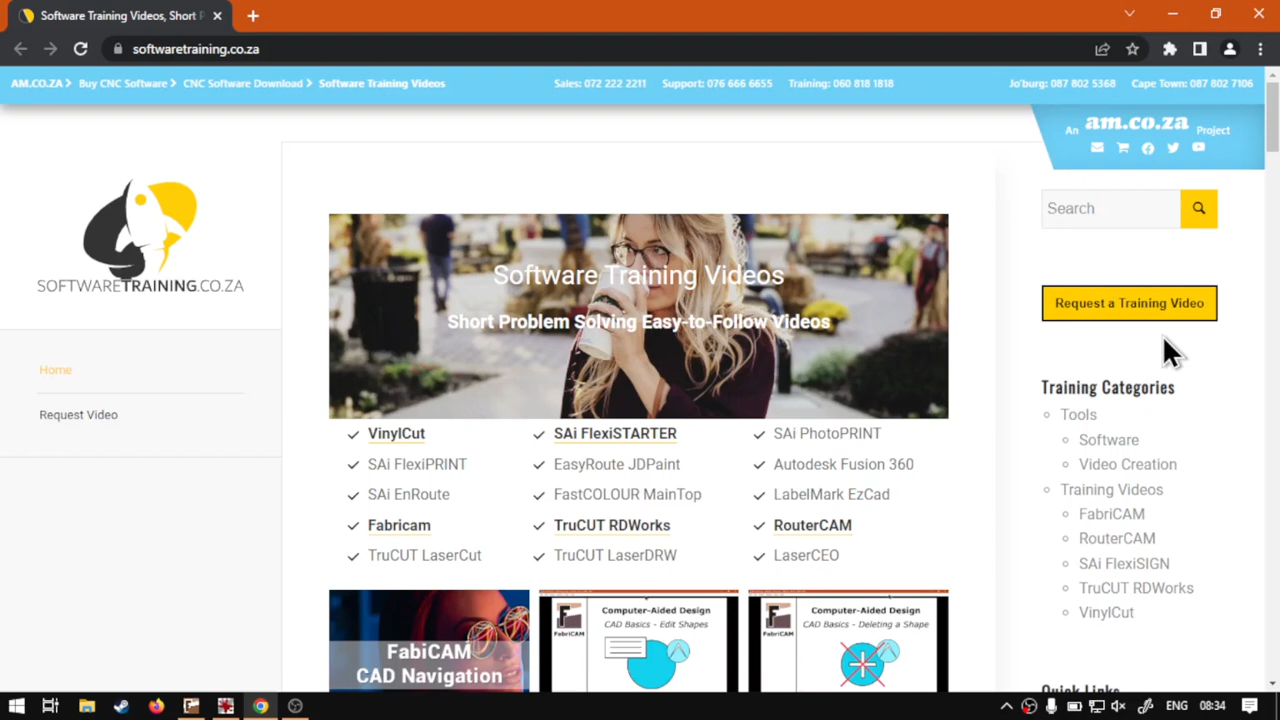 Software Training Videos, Short P
softwaretraining.co.za
AM.CO.ZA
Buy CNC Software
CNC Software Download
Software Training Videos
Sales: 072 222 2211
Support: 076 666 6655
Training: 060 818 1818
Jo'burg: 087 802 5368
Cape Town: 087 802 7106
An am.co.za Project
SOFTWARETRAINING.CO.ZA
Home
Request Video
Software Training Videos
Short Problem Solving Easy-to-Follow Videos
VinylCut
SAi FlexiSTARTER
SAi PhotoPRINT
SAi FlexiPRINT
EasyRoute JDPaint
Autodesk Fusion 360
SAi EnRoute
FastCOLOUR MainTop
LabelMark EzCad
Fabricam
TruCUT RDWorks
RouterCAM
TruCUT LaserCut
TruCUT LaserDRW
LaserCEO
FabiCAM
CAD Navigation
Computer-Aided Design
CAD Basics - Edit Shapes
FabriCAM
Computer-Aided Design
CAD Basics - Deleting a Shape
FabriCAM
Search
Request a Training Video
Training Categories
Tools
Software
Video Creation
Training Videos
FabriCAM
RouterCAM
SAi FlexiSIGN
TruCUT RDWorks
VinylCut
Quick Links
ENG
08:34